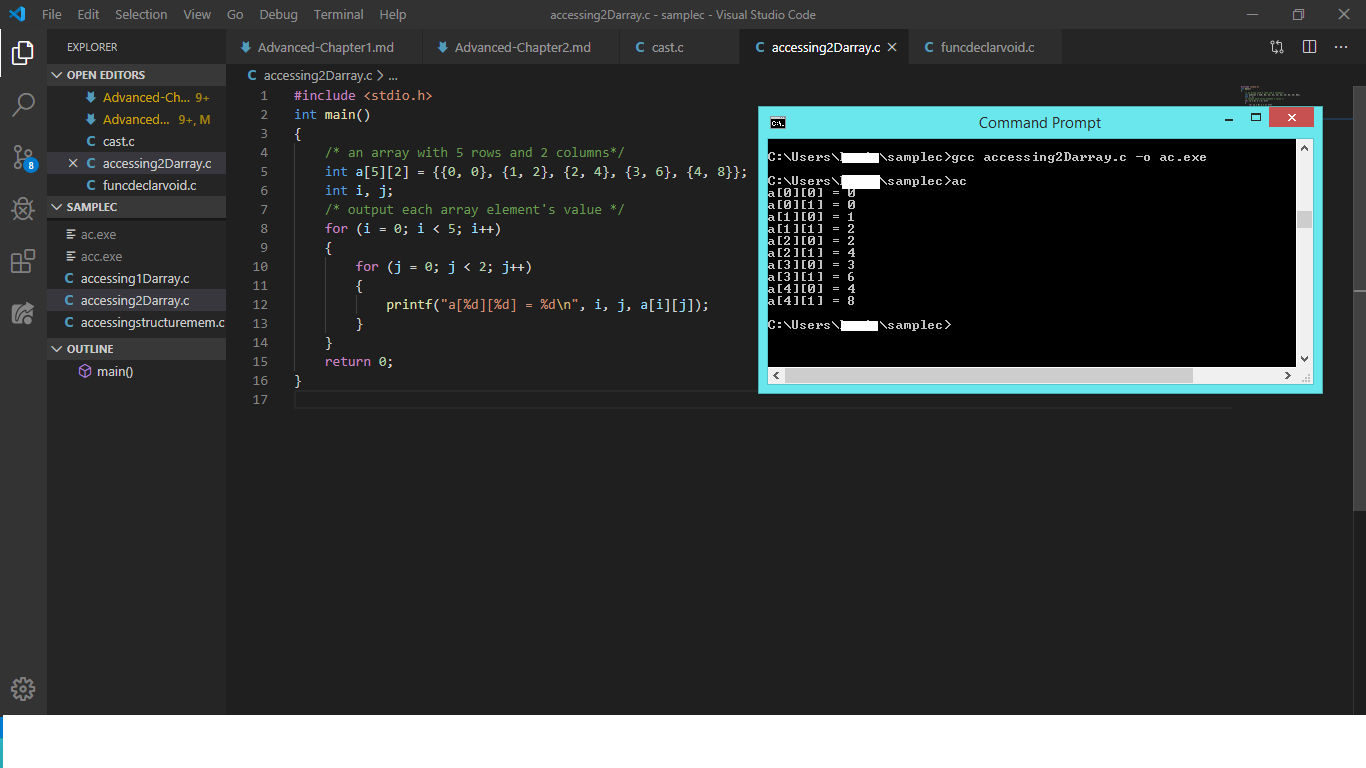 File Edit Selection View Go Debug Terminal Help
accessing2Darray.c - samplec - Visual Studio Code
EXPLORER
OPEN EDITORS
Advanced-Ch... 9+
Advanced... 9+, M
cast.c
accessing2Darray.c
funcdeclarvoid.c
SAMPLEC
ac.exe
acc.exe
accessing1Darray.c
accessing2Darray.c
accessingstructuremem.c
OUTLINE
main()
8
Advanced-Chapter1.md Advanced-Chapter2.md cast.c accessing2Darray.c funcdeclarvoid.c
accessing2Darray.c > ...
1 #include <stdio.h>
2 int main()
3 {
4 /* an array with 5 rows and 2 columns*/
5 int a[5][2] = {{0, 0}, {1, 2}, {2, 4}, {3, 6}, {4, 8}};
6 int i, j;
7 /* output each array element's value */
8 for (i = 0; i < 5; i++)
9 {
10 for (j = 0; j < 2; j++)
11 {
12 printf("a[%d][%d] = %d\n", i, j, a[i][j]);
13 }
14 }
15 return 0;
16 }
17
Command Prompt
C:\Users\ \samplec>gcc accessing2Darray.c -o ac.exe
C:\Users\ \samplec>ac
a[0][0] = 0
a[0][1] = 0
a[1][0] = 1
a[1][1] = 2
a[2][0] = 2
a[2][1] = 4
a[3][0] = 3
a[3][1] = 6
a[4][0] = 4
a[4][1] = 8
C:\Users\ \samplec>